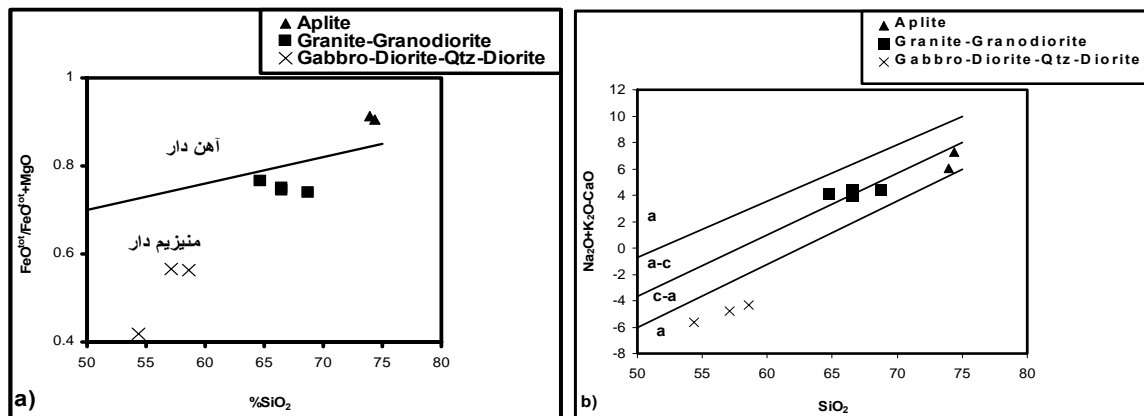 Aplite
Granite-Granodiorite
Gabbro-Diorite-Qtz-Diorite
1
0.8
0.6
0.4
FeOtot/FeOtot+MgO
آهن دار
منیزیم دار
50 55 60 65 70 75 80
%SiO2
a)
Aplite
Granite-Granodiorite
Gabbro-Diorite-Qtz-Diorite
12
10
8
6
4
2
0
-2
-4
-6
-8
Na2O+K2O-CaO
a
a-c
c-a
a
50 55 60 65 70 75 80
SiO2
b)